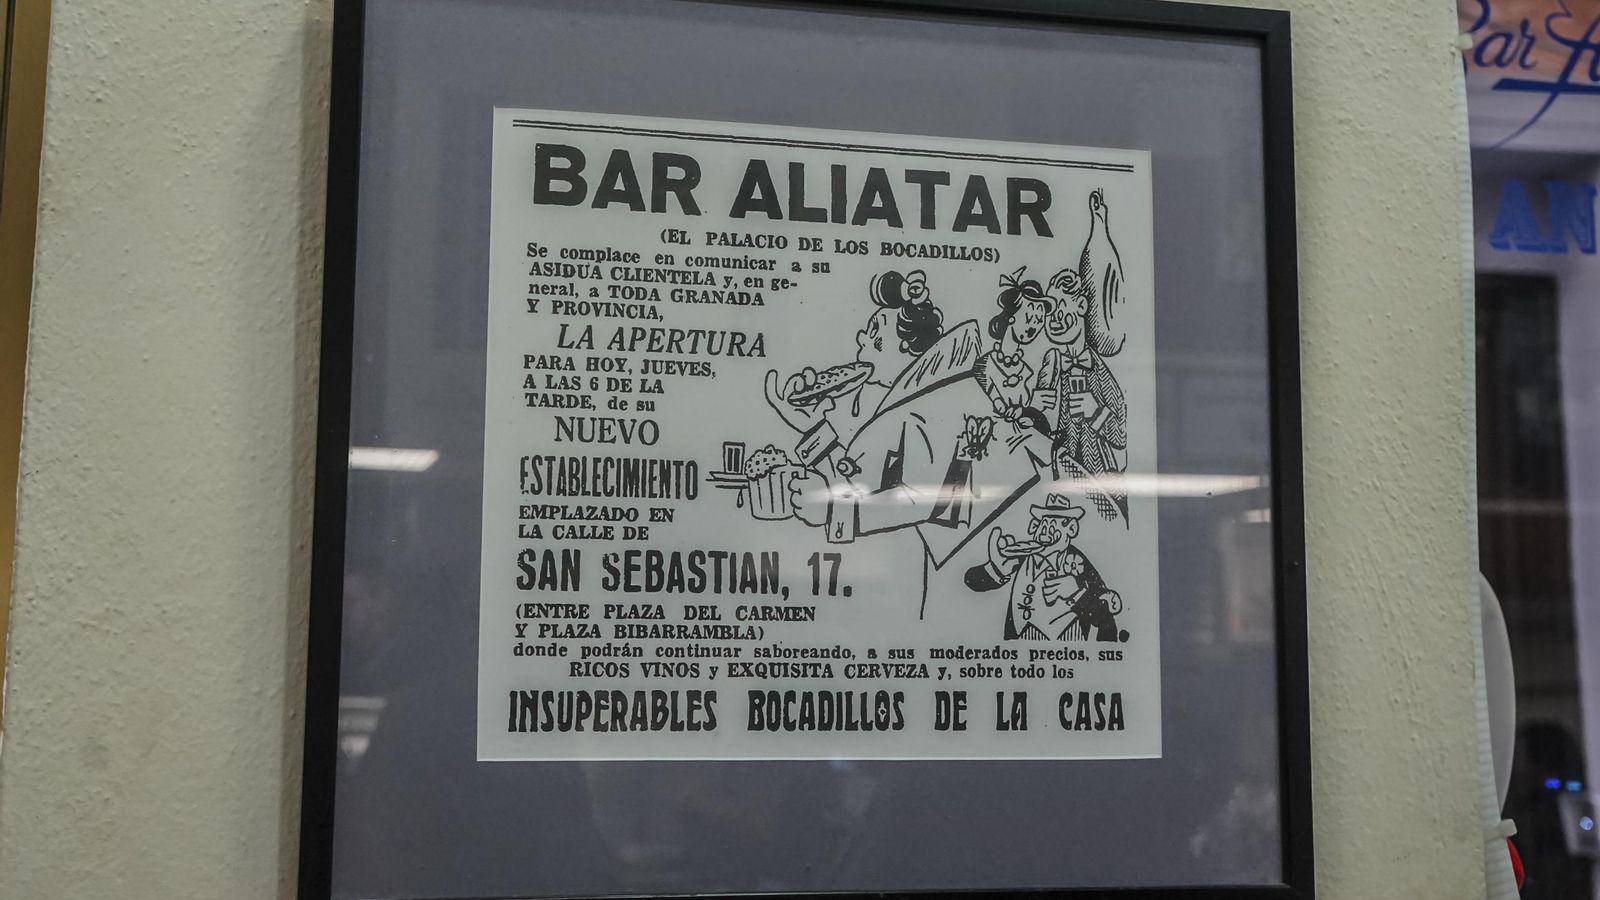 BAR ALIATAR
(EL PALACIO DE LOS BOCADILLOS)
Se complace en comunicar a su
ASIDUA CLIENTELA y, en ge-
neral, a TODA GRANADA
Y PROVINCIA,
LA APERTURA
PARA HOY, JUEVES,
A LAS 6 DE LA
TARDE, de su
NUEVO
ESTABLECIMIENTO
EMPLAZADO EN
LA CALLE DE
SAN SEBASTIAN, 17.
(ENTRE PLAZA DEL CARMEN
Y PLAZA BIBARRAMBLA)
donde podrán continuar saboreando, a sus moderados precios, sus
RICOS VINOS y EXQUISITA CERVEZA y, sobre todo los
INSUPERABLES BOCADILLOS DE LA CASA
Bar
AN